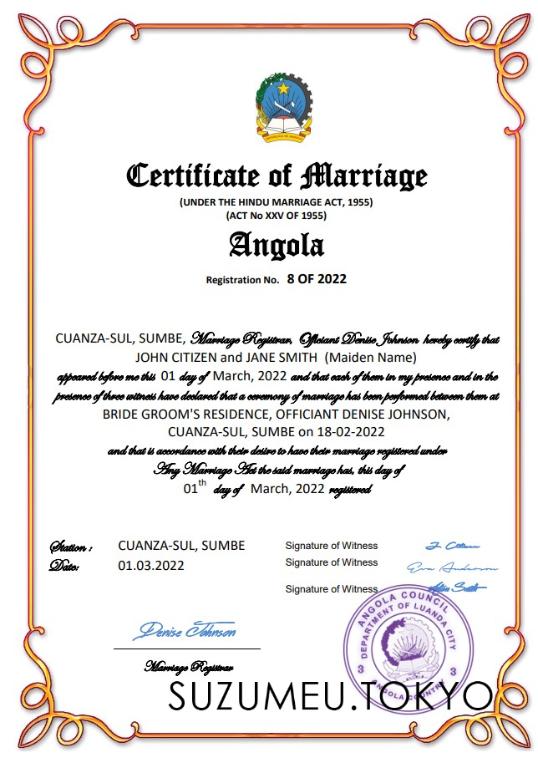 Certificate of Marriage
(UNDER THE HINDU MARRIAGE ACT, 1955)
(ACT No XXV OF 1955)
Angola
Registration No. 8 OF 2022
CUANZA-SUL, SUMBE, Marriage Registrar, Officiant Denise Johnson hereby certify that
JOHN CITIZEN and JANE SMITH (Maiden Name)
appeared before me this 01 day of March, 2022 and that each of them in my presence and in the
presence of three witness have declared that a ceremony of marriage has been performed between them at
BRIDE GROOM'S RESIDENCE, OFFICIANT DENISE JOHNSON,
CUANZA-SUL, SUMBE on 18-02-2022
and that is accordance with their desire to have their marriage registered under
Any Marriage Act the said marriage has, this day of
01th day of March, 2022 registered
Station : CUANZA-SUL, SUMBE
Date: 01.03.2022
Signature of Witness J. Citizen
Signature of Witness Eva Anderson
Signature of Witness Smith
Denise Johnson
Marriage Registrar
ANGOLA COUNCIL
DEPARTMENT OF LUANDA CITY
3 3
ANGOLA COUNTRY
SUZUMEU.TOKYO